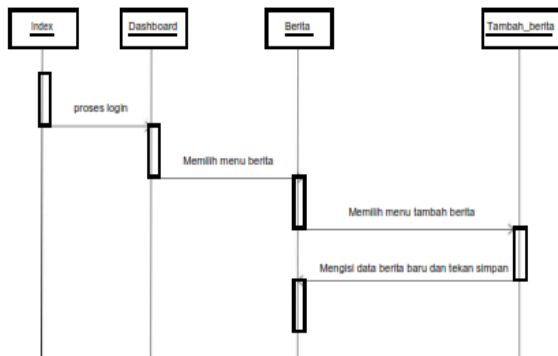 Index
Dashboard
Berita
Tambah_berita
proses login
Memilih menu berita
Memilih menu tambah berita
Mengisi data berita baru dan tekan simpan